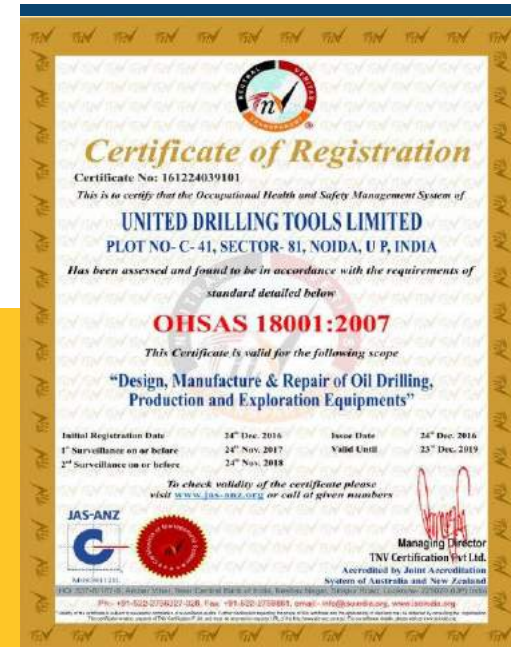 TnV
Certificate of Registration
Certificate No: 161224039101
This is to certify that the Occupational Health and Safety Management System of
UNITED DRILLING TOOLS LIMITED
PLOT NO- C- 41, SECTOR- 81, NOIDA, U P, INDIA
Has been assessed and found to be in accordance with the requirements of
standard detailed below
OHSAS 18001:2007
This Certificate is valid for the following scope
“Design, Manufacture & Repair of Oil Drilling,
Production and Exploration Equipments”
Initial Registration Date 24th Dec. 2016 Issue Date 24th Dec. 2016
1st Surveillance on or before 24th Nov. 2017 Valid Until 23rd Dec. 2019
2nd Surveillance on or before 24th Nov. 2018
To check validity of the certificate please
visit www.jas-anz.org or call at given numbers
JAS-ANZ
C
Managing Director
TNV Certification Pvt Ltd.
Accredited by Joint Accreditation
System of Australia and New Zealand